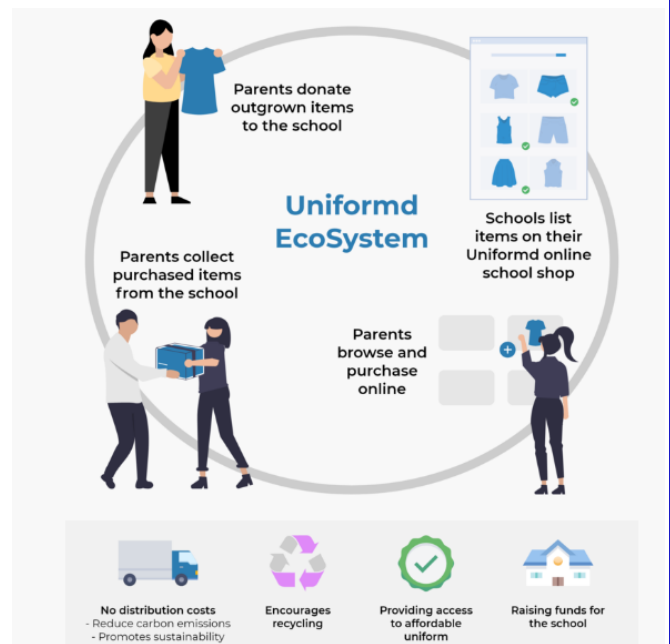 Parents donate
outgrown items
to the school
Uniformd
EcoSystem
Schools list
items on their
Uniformd online
school shop
Parents collect
purchased items
from the school
Parents
browse and
purchase
online
No distribution costs
- Reduce carbon emissions
- Promotes sustainability
Encourages
recycling
Providing access
to affordable
uniform
Raising funds for
the school